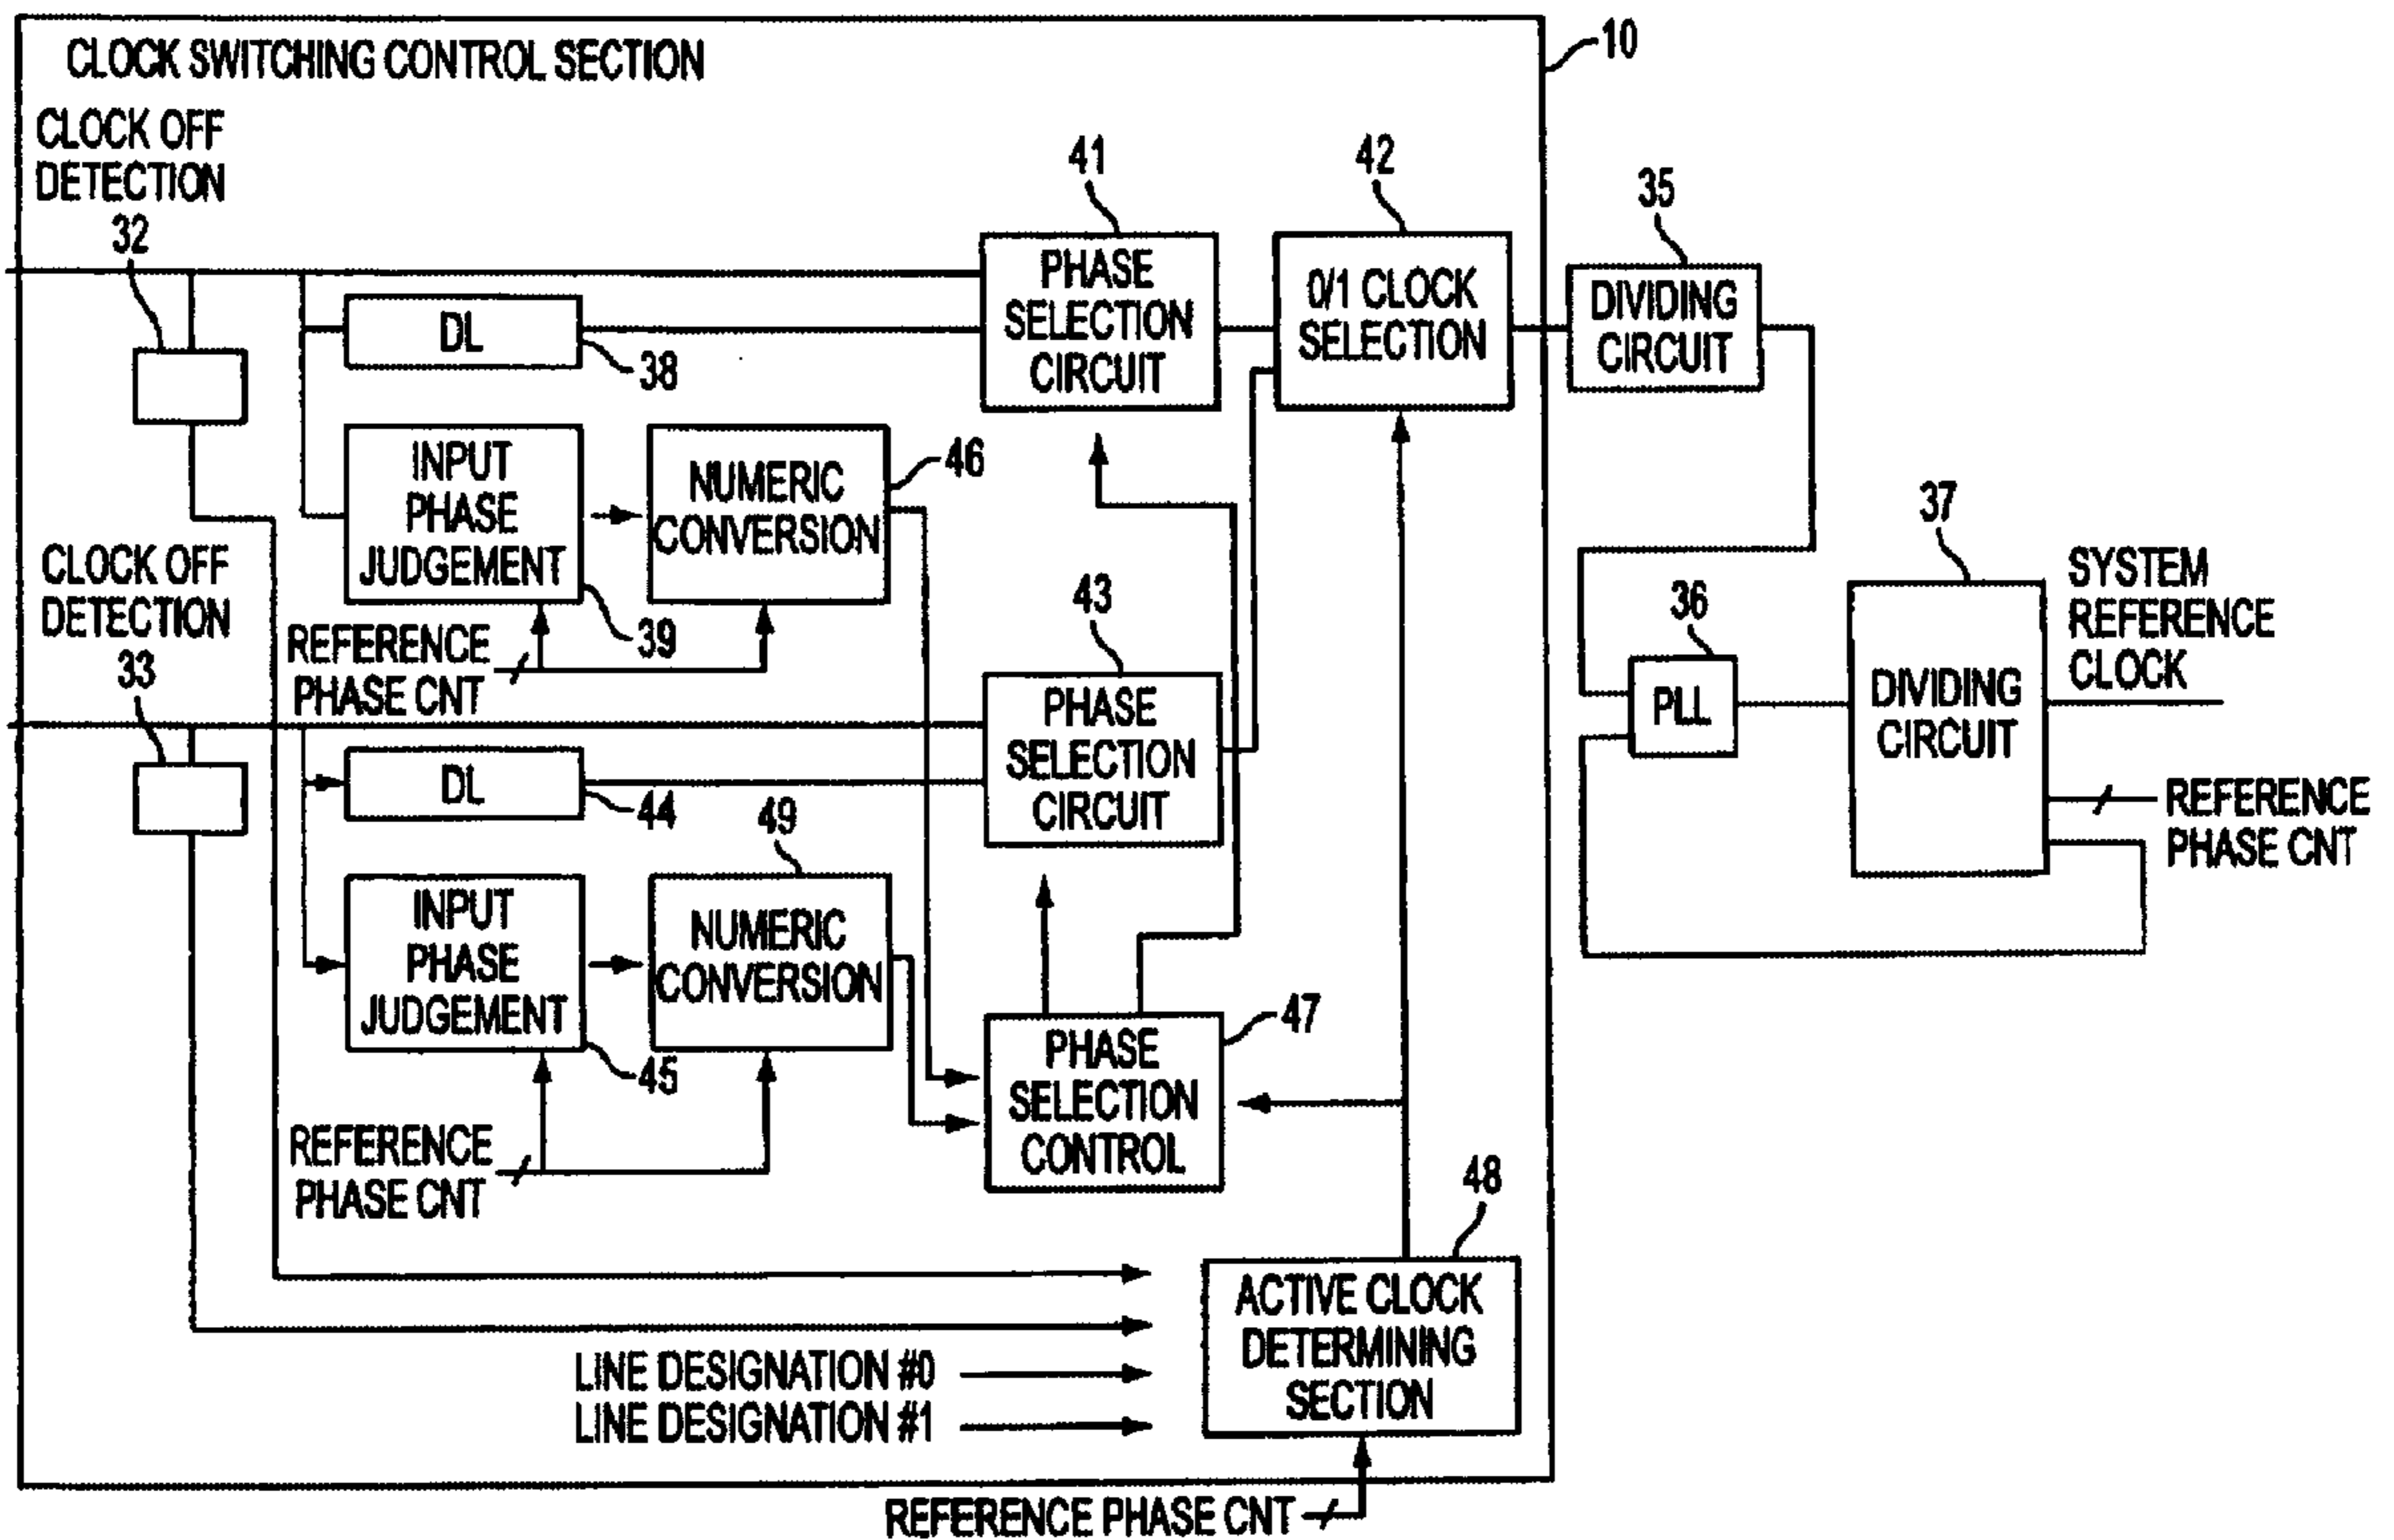 CLOCK SWITCHING CONTROL SECTION
10
CLOCK OFF
DETECTION
32
41
42
35
PHASE
SELECTION
CIRCUIT
0/1 CLOCK
SELECTION
DIVIDING
CIRCUIT
DL
38
INPUT
PHASE
JUDGEMENT
39
NUMERIC
CONVERSION
46
REFERENCE
PHASE CNT
CLOCK OFF
DETECTION
33
43
PHASE
SELECTION
CIRCUIT
36
PLL
37
DIVIDING
CIRCUIT
SYSTEM
REFERENCE
CLOCK
REFERENCE
PHASE CNT
DL
44
49
INPUT
PHASE
JUDGEMENT
45
NUMERIC
CONVERSION
47
PHASE
SELECTION
CONTROL
REFERENCE
PHASE CNT
48
ACTIVE CLOCK
DETERMINING
SECTION
LINE DESIGNATION #0
LINE DESIGNATION #1
REFERENCE PHASE CNT